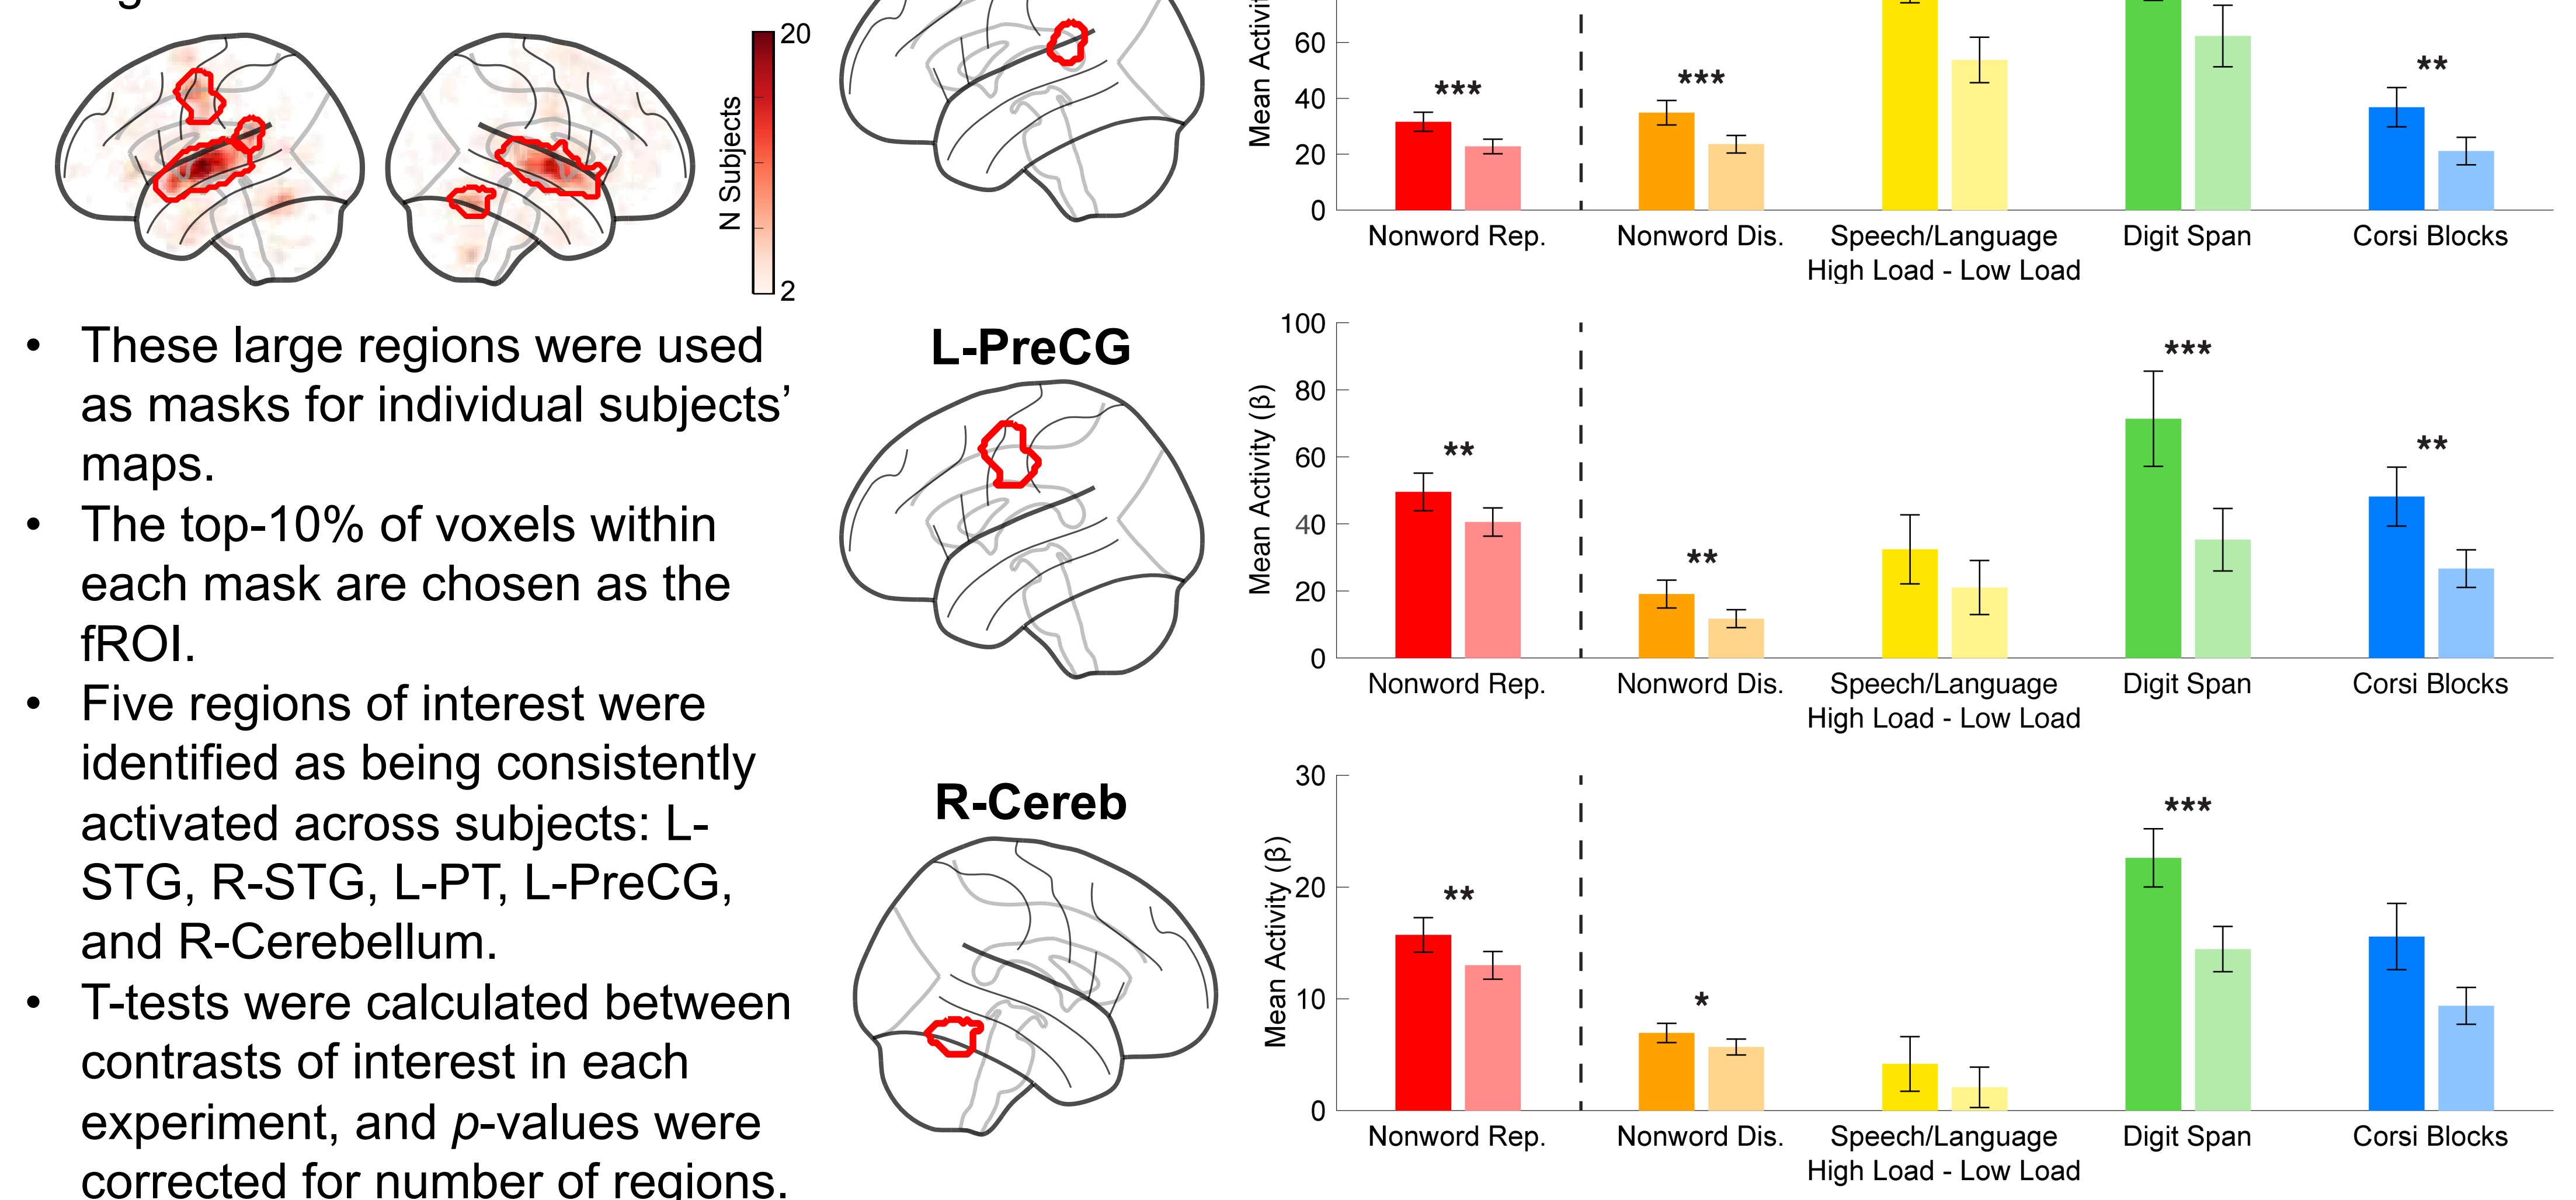 20
N Subjects
2
• These large regions were used
as masks for individual subjects’
maps.
• The top-10% of voxels within
each mask are chosen as the
fROI.
• Five regions of interest were
identified as being consistently
activated across subjects: L-
STG, R-STG, L-PT, L-PreCG,
and R-Cerebellum.
• T-tests were calculated between
contrasts of interest in each
experiment, and p-values were
corrected for number of regions.
Mean Activit
60
40
20
0
*** *** **
Nonword Rep. Nonword Dis. Speech/Language Digit Span Corsi Blocks
High Load - Low Load
L-PreCG
Mean Activity (β)
100
80
60
40
20
0
** ** *** **
Nonword Rep. Nonword Dis. Speech/Language Digit Span Corsi Blocks
High Load - Low Load
R-Cereb
Mean Activity (β)
30
20
10
0
** * ***
Nonword Rep. Nonword Dis. Speech/Language Digit Span Corsi Blocks
High Load - Low Load